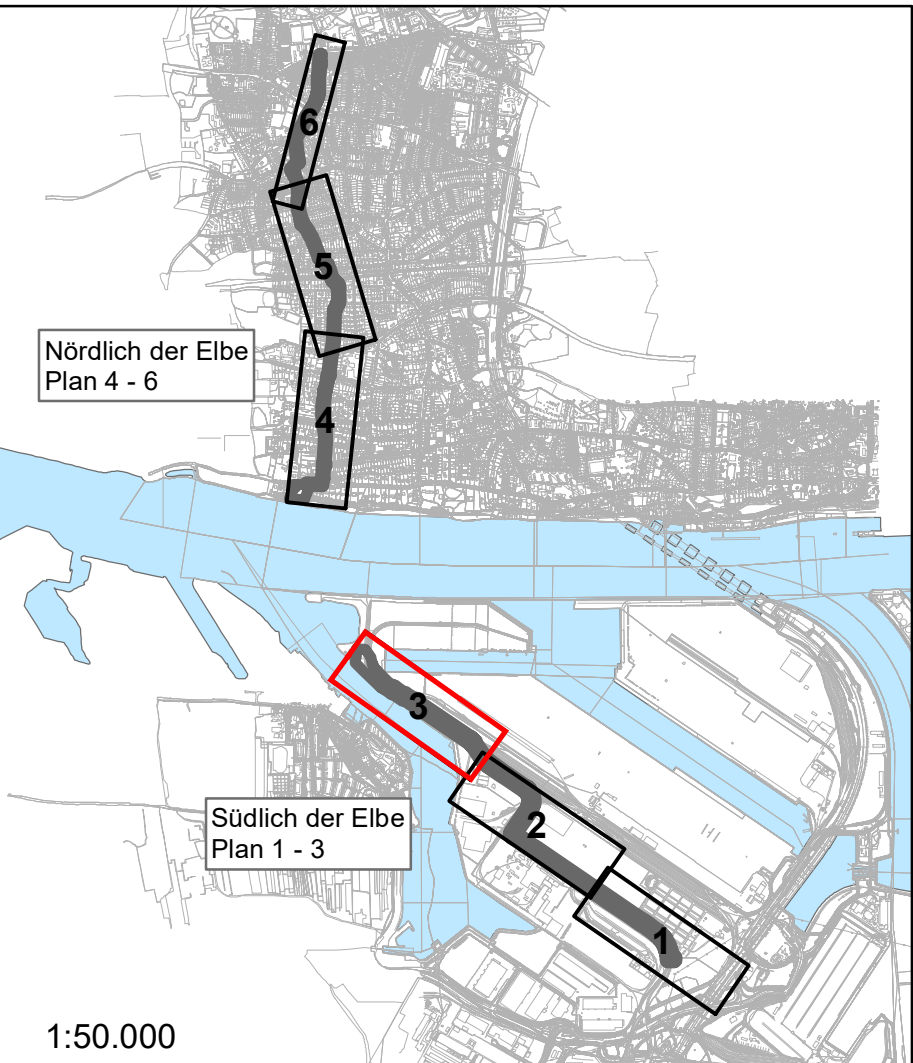 6
5
Nördlich der Elbe
Plan 4 - 6
4
3
Südlich der Elbe
Plan 1 - 3
2
1
1:50.000